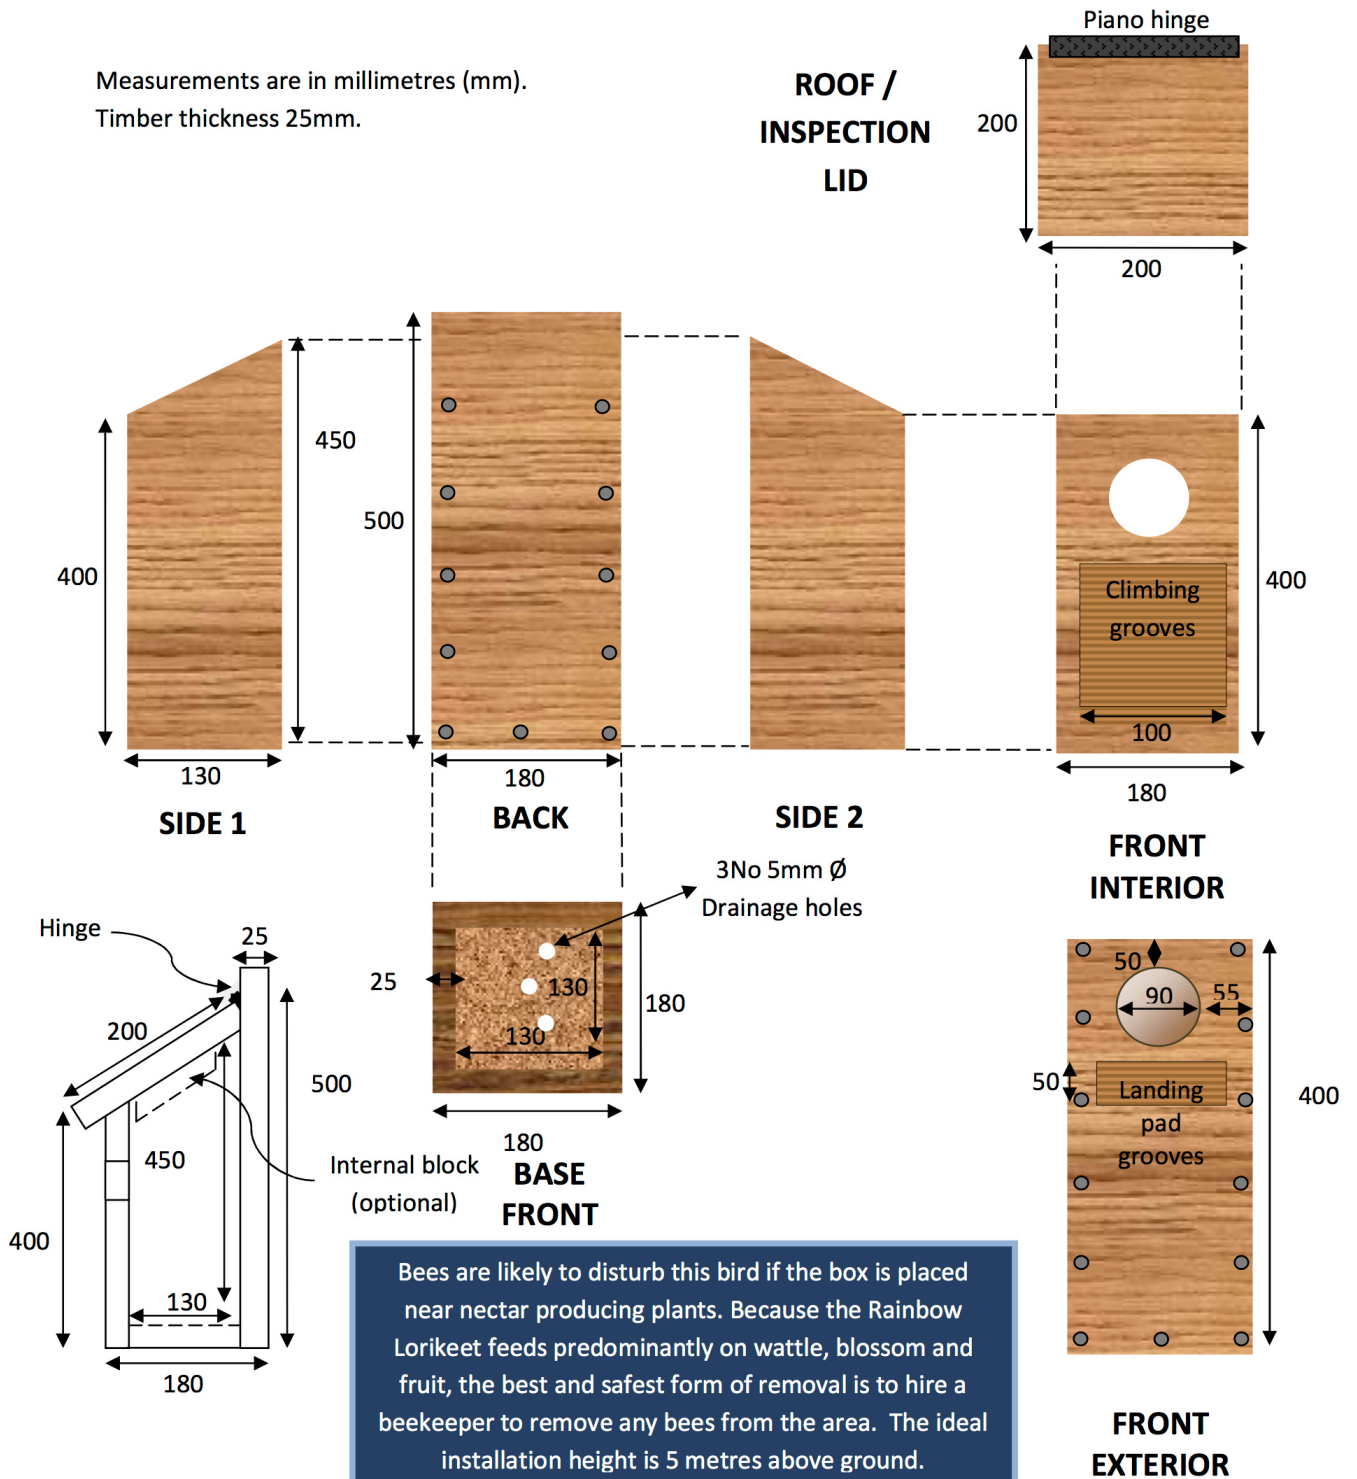 Piano hinge
Measurements are in millimetres (mm).
Timber thickness 25mm.
ROOF /
INSPECTION
LID
200
200
450
500
400
400
Climbing
grooves
100
130
180
180
SIDE 1
BACK
SIDE 2
FRONT
INTERIOR
3No 5mm Ø
Drainage holes
Hinge
25
25
130
180
130
180
BASE
FRONT
200
500
450
Internal block
(optional)
400
130
180
50
90
55
50
Landing
pad
grooves
400
FRONT
EXTERIOR
Bees are likely to disturb this bird if the box is placed
near nectar producing plants. Because the Rainbow
Lorikeet feeds predominantly on wattle, blossom and
fruit, the best and safest form of removal is to hire a
beekeeper to remove any bees from the area.  The ideal
installation height is 5 metres above ground.